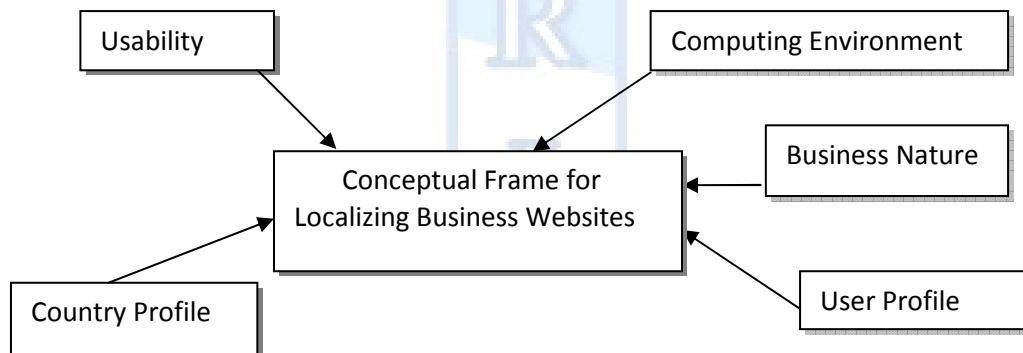 Usability
Computing Environment
Business Nature
Conceptual Frame for
Localizing Business Websites
Country Profile
User Profile